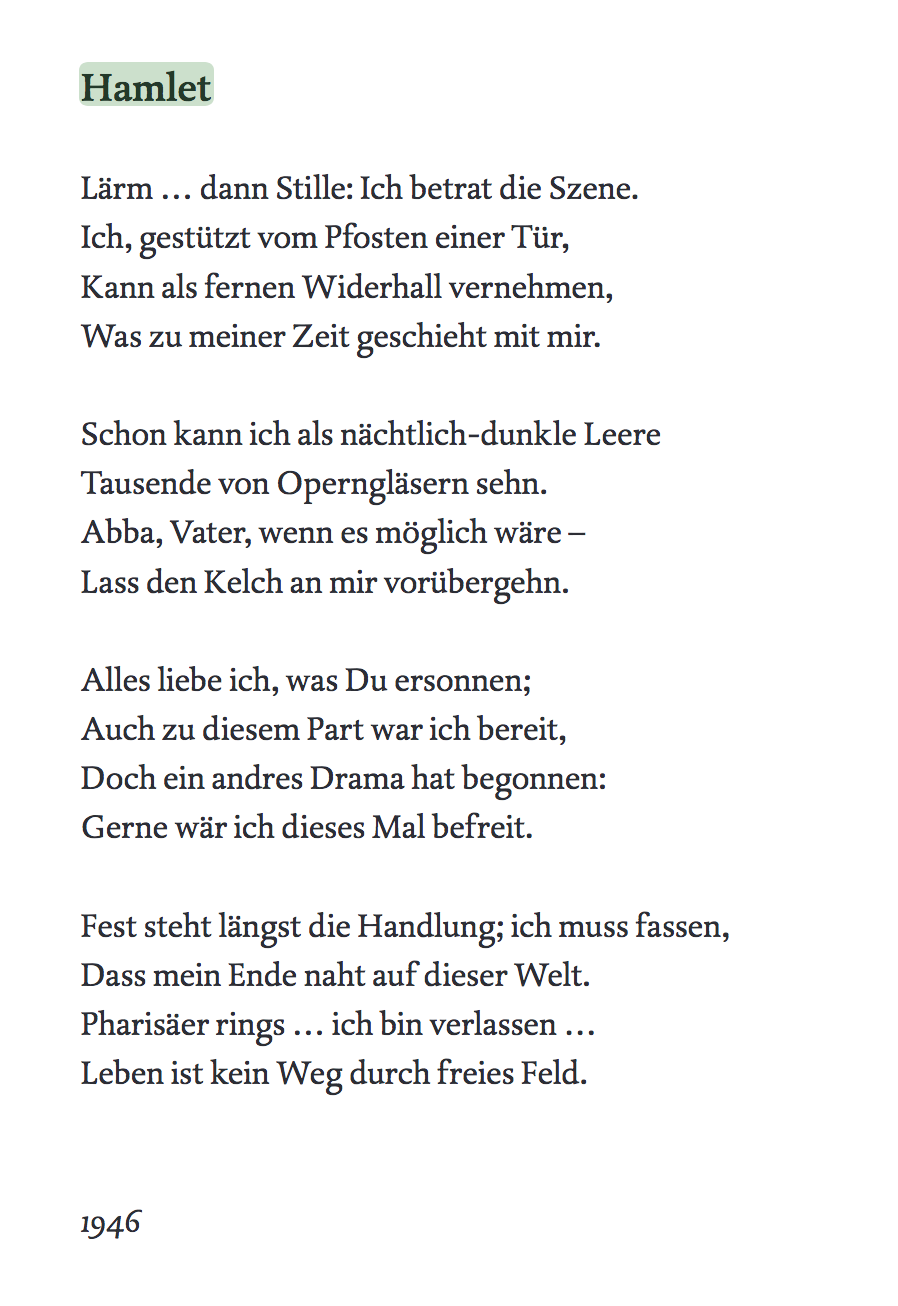 Hamlet
Lärm … dann Stille: Ich betrat die Szene.
Ich, gestützt vom Pfosten einer Tür,
Kann als fernen Widerhall vernehmen,
Was zu meiner Zeit geschieht mit mir.
Schon kann ich als nächtlich-dunkle Leere
Tausende von Operngläsern sehn.
Abba, Vater, wenn es möglich wäre –
Lass den Kelch an mir vorübergehn.
Alles liebe ich, was Du ersonnen;
Auch zu diesem Part war ich bereit,
Doch ein andres Drama hat begonnen:
Gerne wär ich dieses Mal befreit.
Fest steht längst die Handlung; ich muss fassen,
Dass mein Ende naht auf dieser Welt.
Pharisäer rings … ich bin verlassen …
Leben ist kein Weg durch freies Feld.
1946